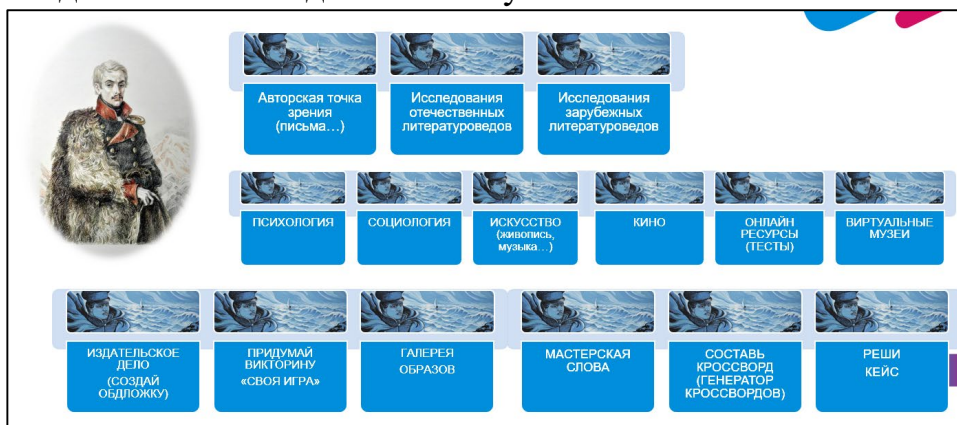 Авторская точка
зрения
(письма…)
Исследования
отечественных
литературоведов
Исследования
зарубежных
литературоведов
ПСИХОЛОГИЯ
СОЦИОЛОГИЯ
ИСКУССТВО
(живопись,
музыка…)
КИНО
ОНЛАЙН
РЕСУРСЫ
(ТЕСТЫ)
ВИРТУАЛЬНЫЕ
МУЗЕИ
ИЗДАТЕЛЬСКОЕ
ДЕЛО
(СОЗДАЙ
ОБДЛОЖКУ)
ПРИДУМАЙ
ВИКТОРИНУ
«СВОЯ ИГРА»
ГАЛЕРЕЯ
ОБРАЗОВ
МАСТЕРСКАЯ
СЛОВА
СОСТАВЬ
КРОССВОРД
(ГЕНЕРАТОР
КРОССВОРДОВ)
РЕШИ
КЕЙС